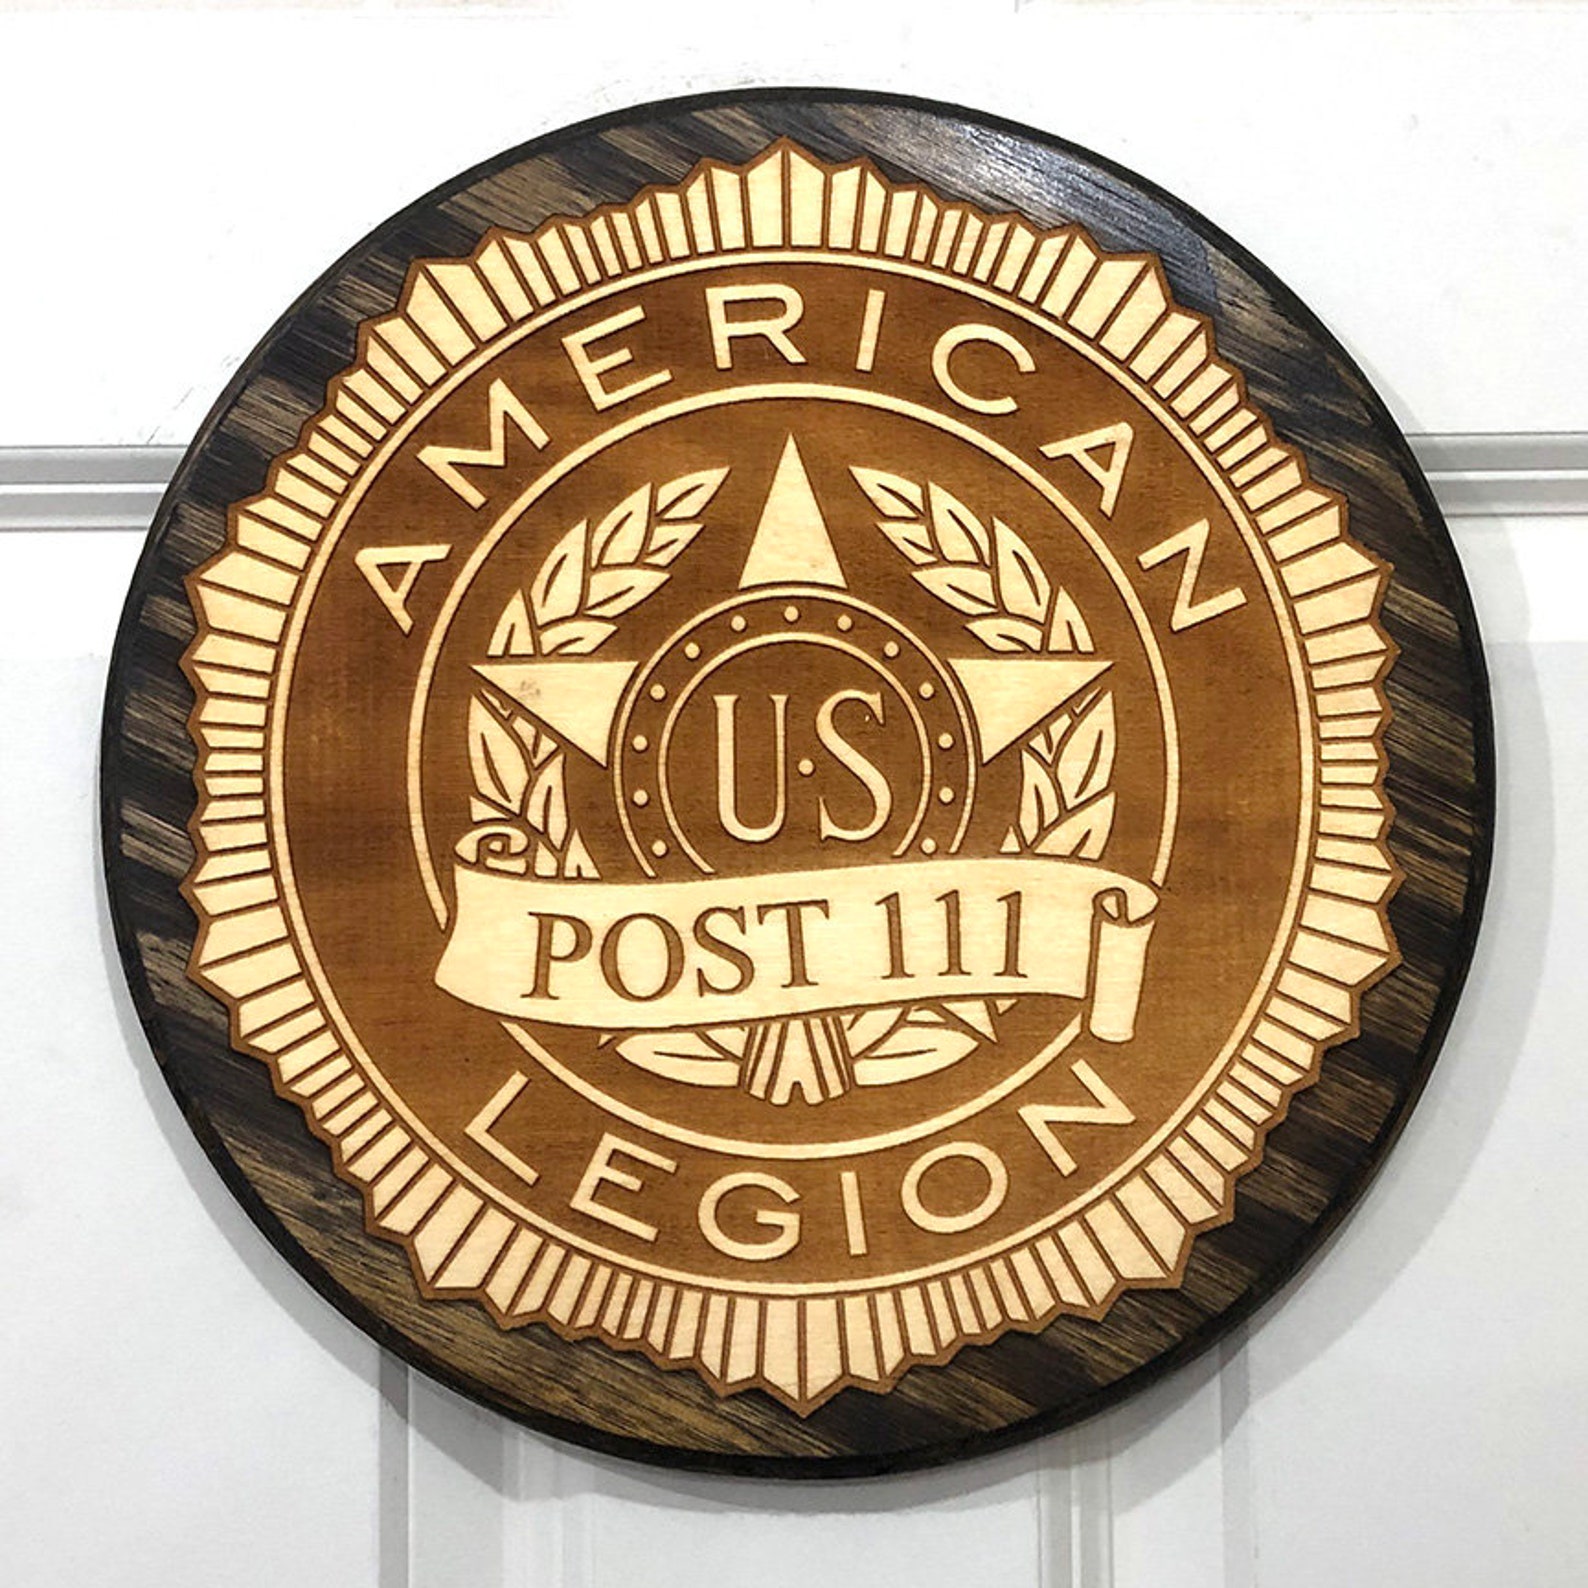 AMERICAN
U·S
POST 111
LEGION